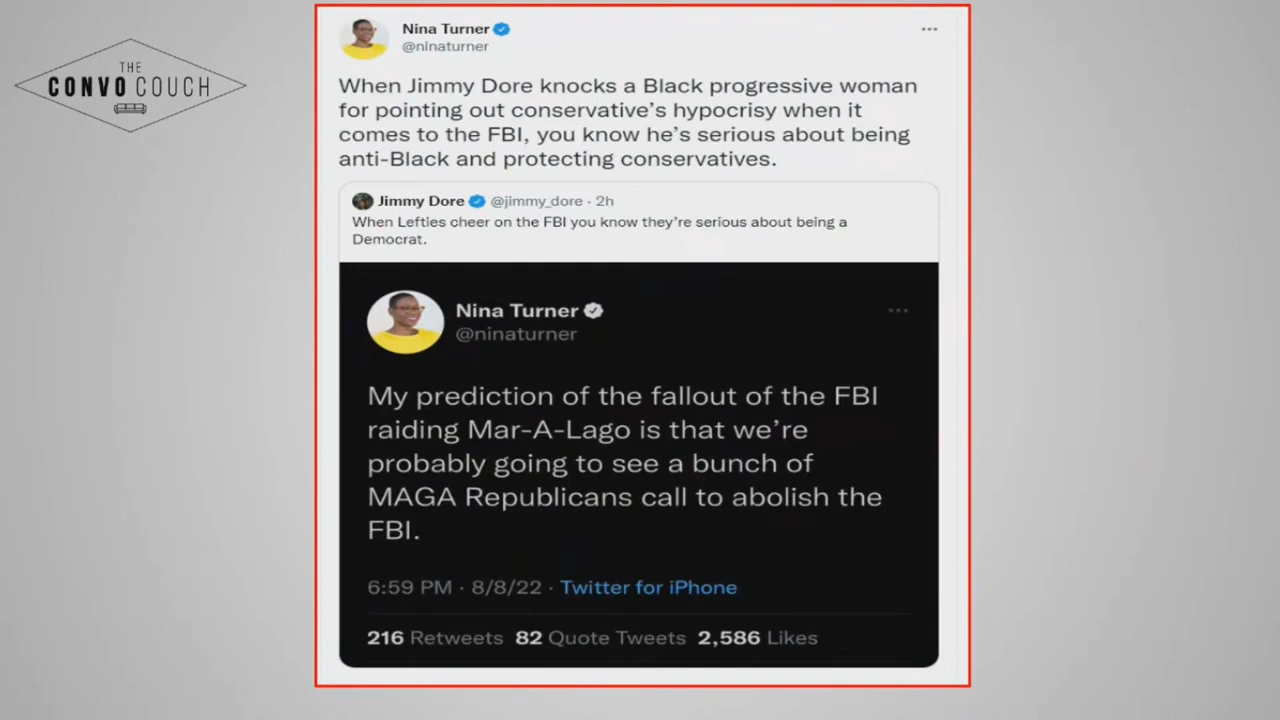 THE
CONVO COUCH
Nina Turner
@ninaturner
When Jimmy Dore knocks a Black progressive woman
for pointing out conservative's hypocrisy when it
comes to the FBI, you know he's serious about being
anti-Black and protecting conservatives.
Jimmy Dore @jimmy_dore · 2h
When Lefties cheer on the FBI you know they're serious about being a
Democrat.
Nina Turner
@ninaturner
My prediction of the fallout of the FBI
raiding Mar-A-Lago is that we're
probably going to see a bunch of
MAGA Republicans call to abolish the
FBI.
6:59 PM · 8/8/22 · Twitter for iPhone
216 Retweets 82 Quote Tweets 2,586 Likes